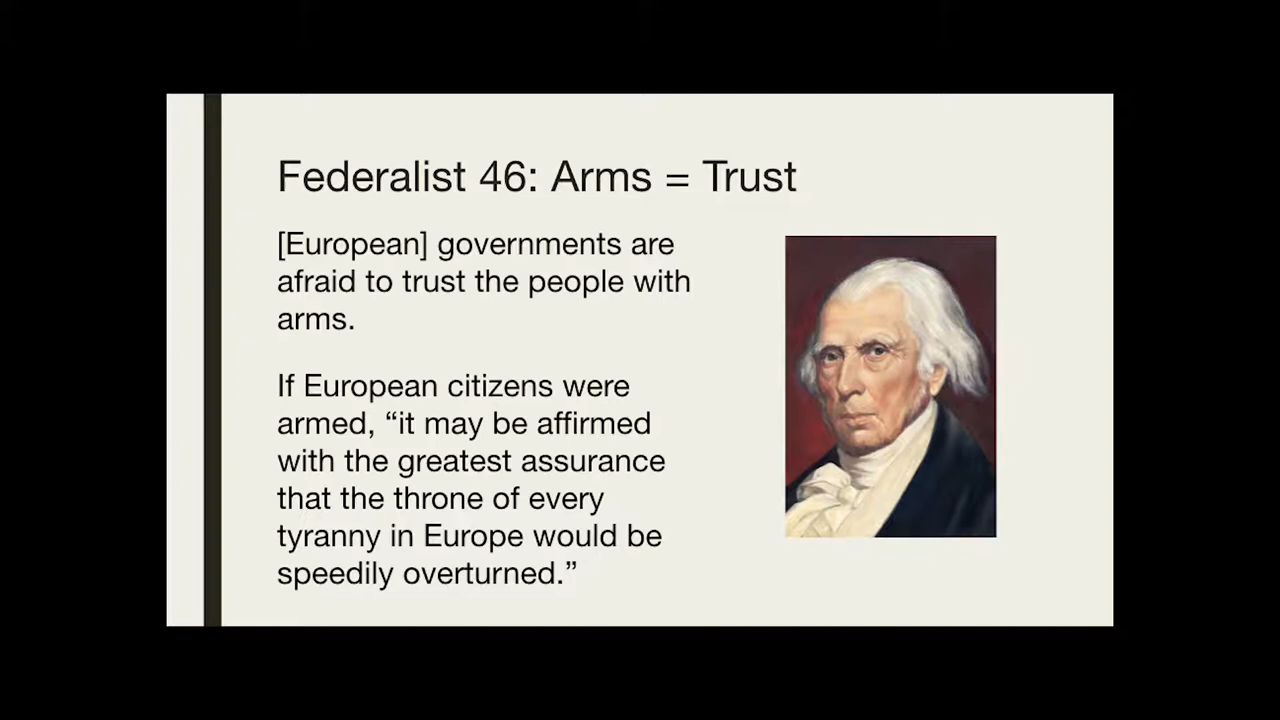 Federalist 46: Arms = Trust
[European] governments are
afraid to trust the people with
arms.
If European citizens were
armed, “it may be affirmed
with the greatest assurance
that the throne of every
tyranny in Europe would be
speedily overturned.”